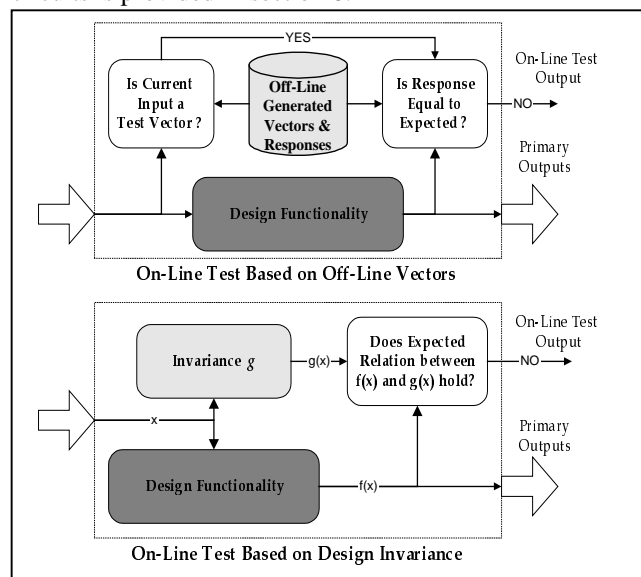 YES
Is Current
Input a
Test Vector?
Off-Line
Generated
Vectors &
Responses
Is Response
Equal to
Expected?
On-Line Test
Output
NO
Primary
Outputs
Design Functionality
On-Line Test Based on Off-Line Vectors
Invariance g
g(x)
Does Expected
Relation between
f(x) and g(x) hold?
On-Line Test
Output
NO
x
Primary
Outputs
Design Functionality
f(x)
On-Line Test Based on Design Invariance